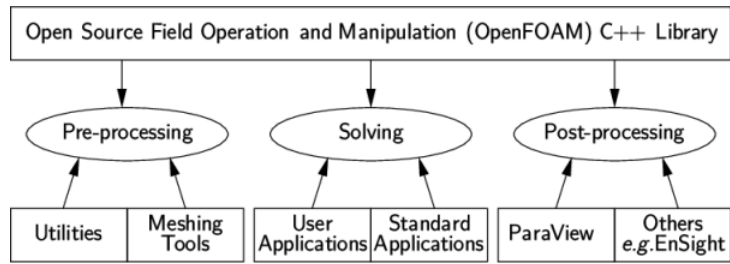 Open Source Field Operation and Manipulation (OpenFOAM) C++ Library
Pre-processing
Solving
Post-processing
Utilities
Meshing
Tools
User
Applications
Standard
Applications
ParaView
Others
e.g.EnSight